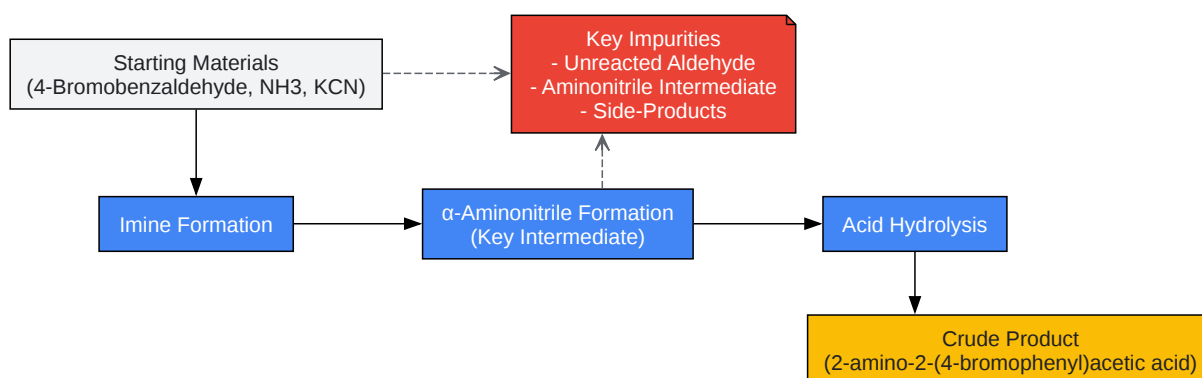 Starting Materials
(4-Bromobenzaldehyde, NH3, KCN)
Key Impurities
- Unreacted Aldehyde
- Aminonitrile Intermediate
- Side-Products
Imine Formation
α-Aminonitrile Formation
(Key Intermediate)
Acid Hydrolysis
Crude Product
(2-amino-2-(4-bromophenyl)acetic acid)